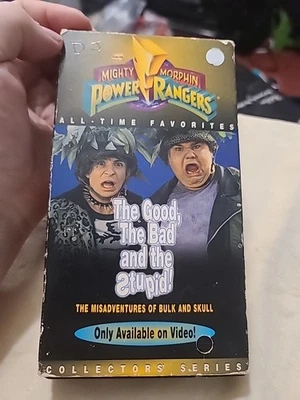 D 3
MIGHTY MORPHIN
POWER RANGERS
ALL-TIME FAVORITES
The Good,
The Bad
and the
Stupid!
THE MISADVENTURES OF BULK AND SKULL
Only Available on Video!
COLLECTORS' SERIES